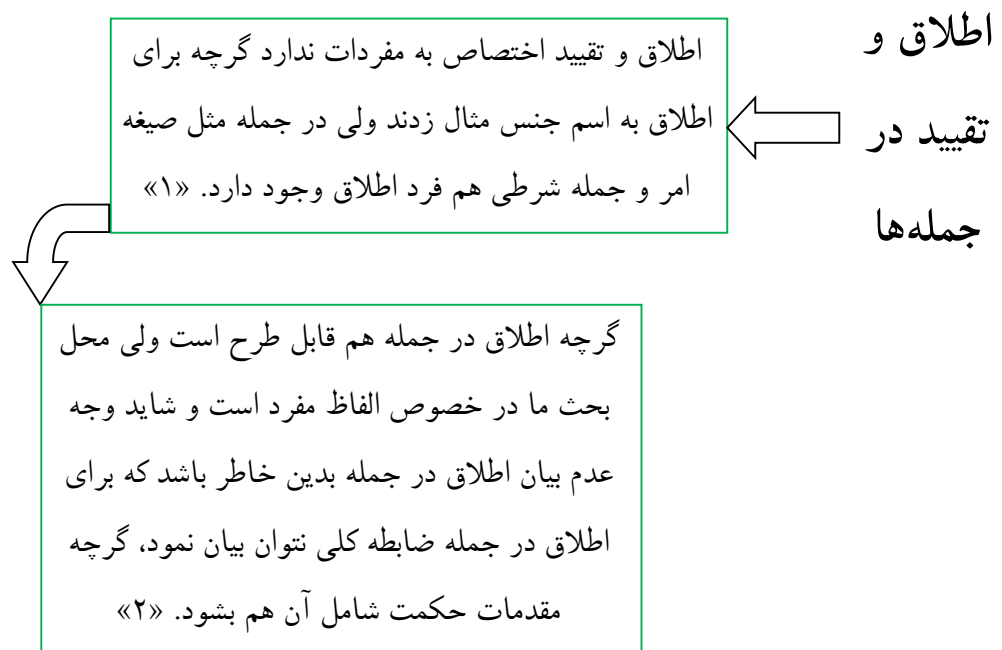 اطلاق و
تقیید در
جمله‌ها
اطلاق و تقیید اختصاص به مفردات ندارد گرچه برای
اطلاق به اسم جنس مثال زدند ولی در جمله مثل صیغه
امر و جمله شرطی هم فرد اطلاق وجود دارد. «۱»
گرچه اطلاق در جمله هم قابل طرح است ولی محل
بحث ما در خصوص الفاظ مفرد است و شاید وجه
عدم بیان اطلاق در جمله بدین خاطر باشد که برای
اطلاق در جمله ضابطه کلی نتوان بیان نمود، گرچه
مقدمات حکمت شامل آن هم بشود. «۲»